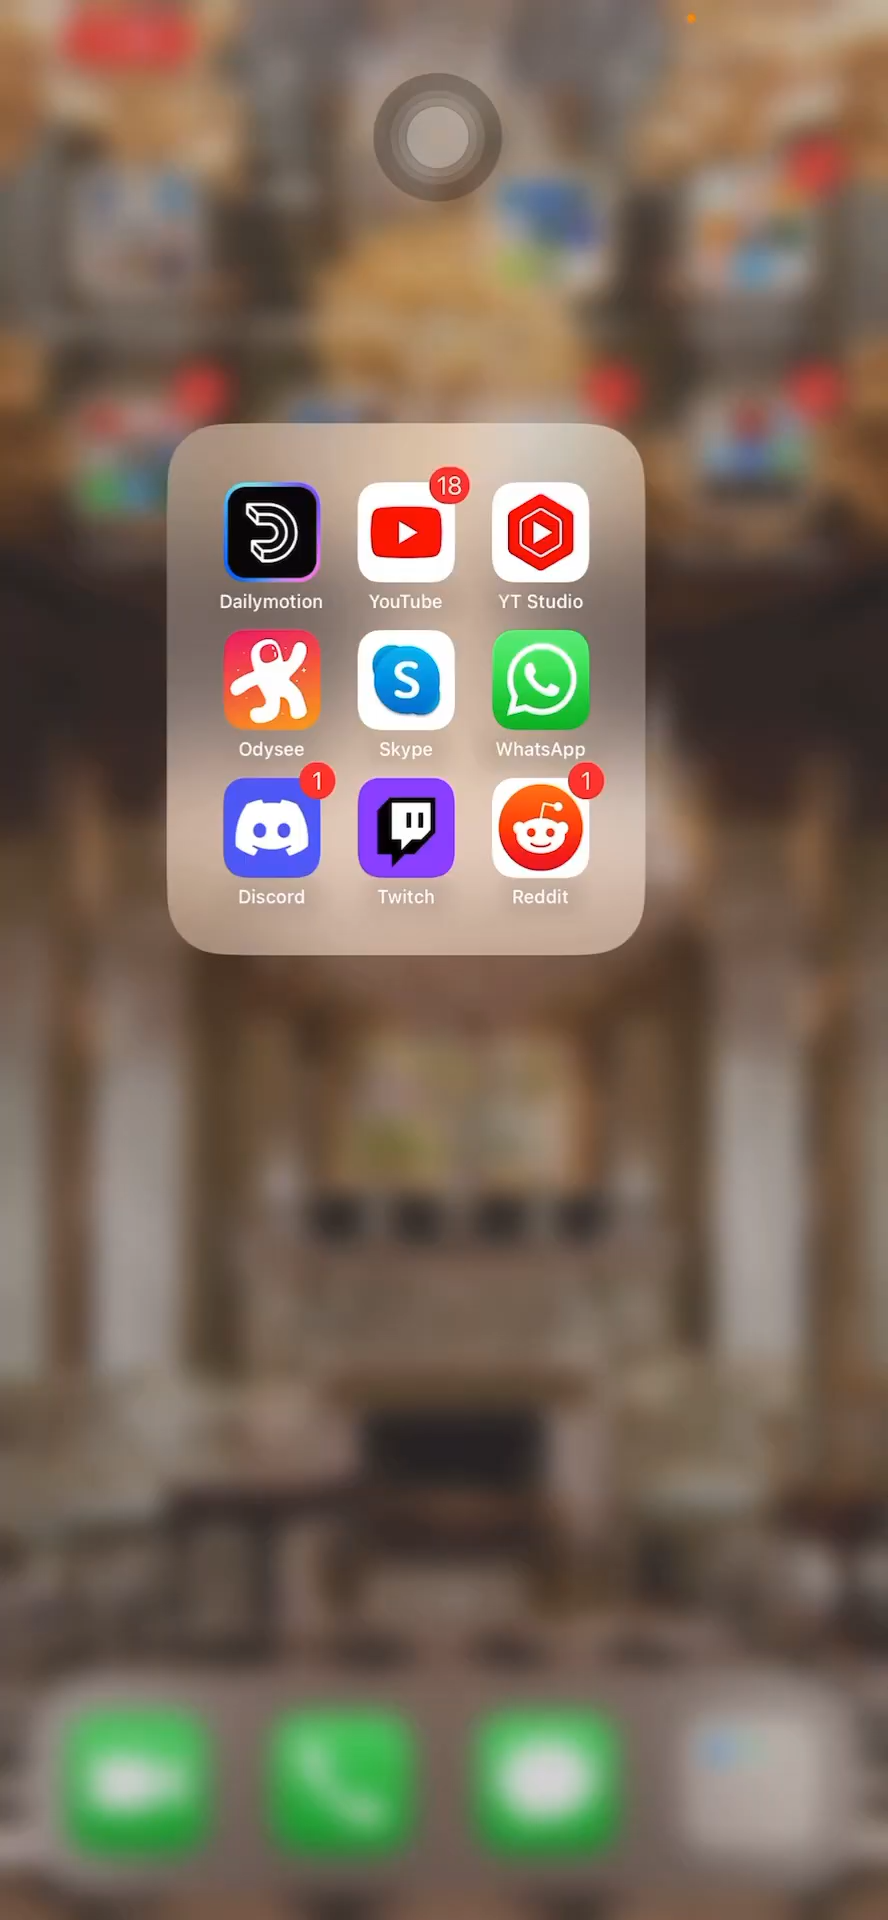 18
Dailymotion YouTube YT Studio
S
Odysee Skype WhatsApp
1 1
Discord Twitch Reddit